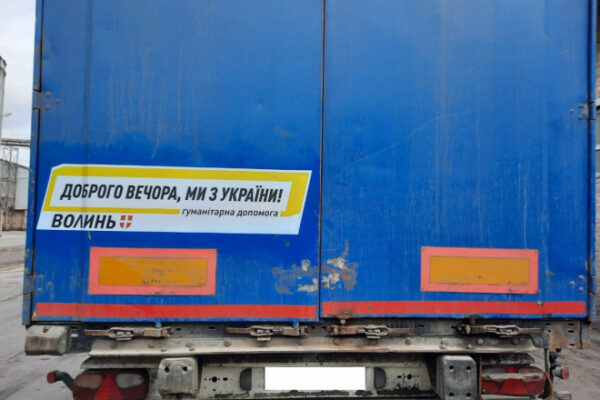 ДОБРОГО ВЕЧОРА, МИ З УКРАЇНИ!
гуманітарна допомога
ВОЛИНЬ